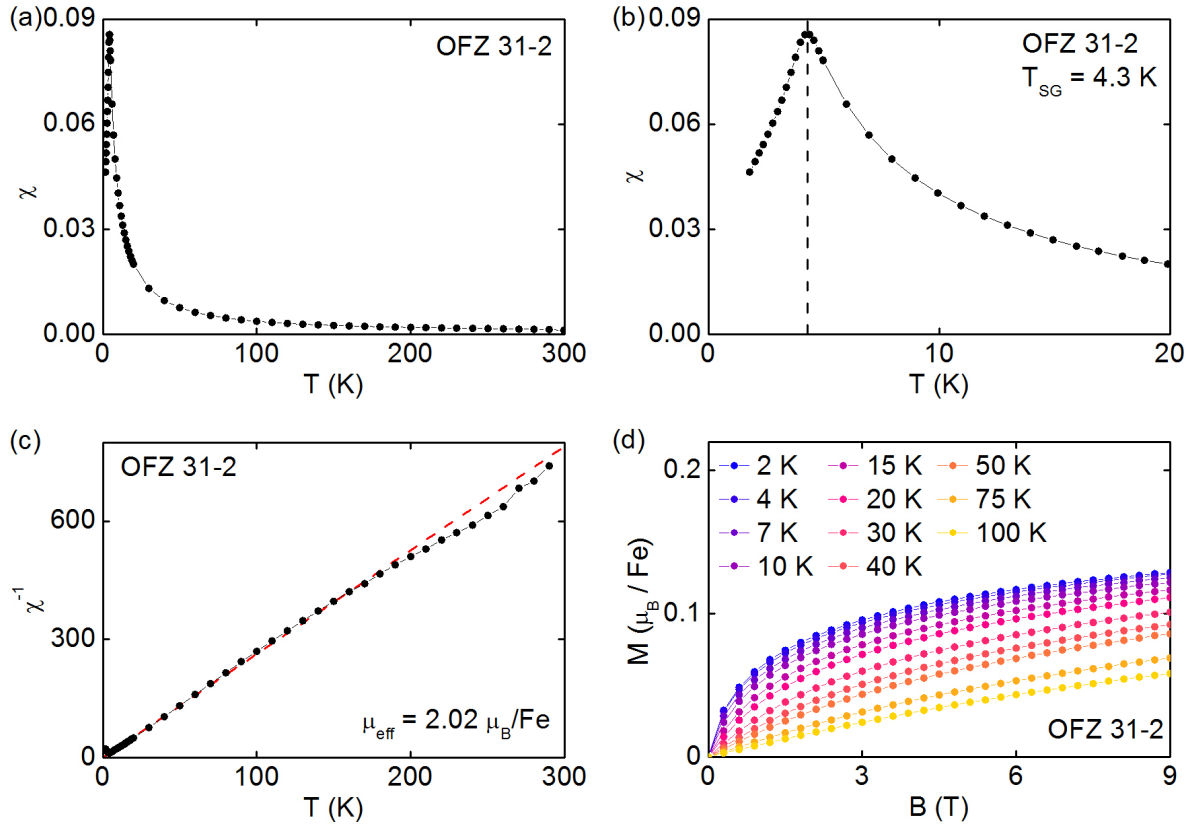 (a)
0.09
0.06
0.03
0.00
χ
OFZ 31-2
0
100
200
300
T (K)
(b)
0.09
0.06
0.03
0.00
χ
OFZ 31-2
T_SG = 4.3 K
0
10
20
T (K)
(c)
600
300
0
χ⁻¹
OFZ 31-2
μ_eff = 2.02 μ_B/Fe
0
100
200
300
T (K)
(d)
0.2
0.1
0
M (μ_B / Fe)
2 K
15 K
50 K
4 K
20 K
75 K
7 K
30 K
100 K
10 K
40 K
OFZ 31-2
0
3
6
9
B (T)